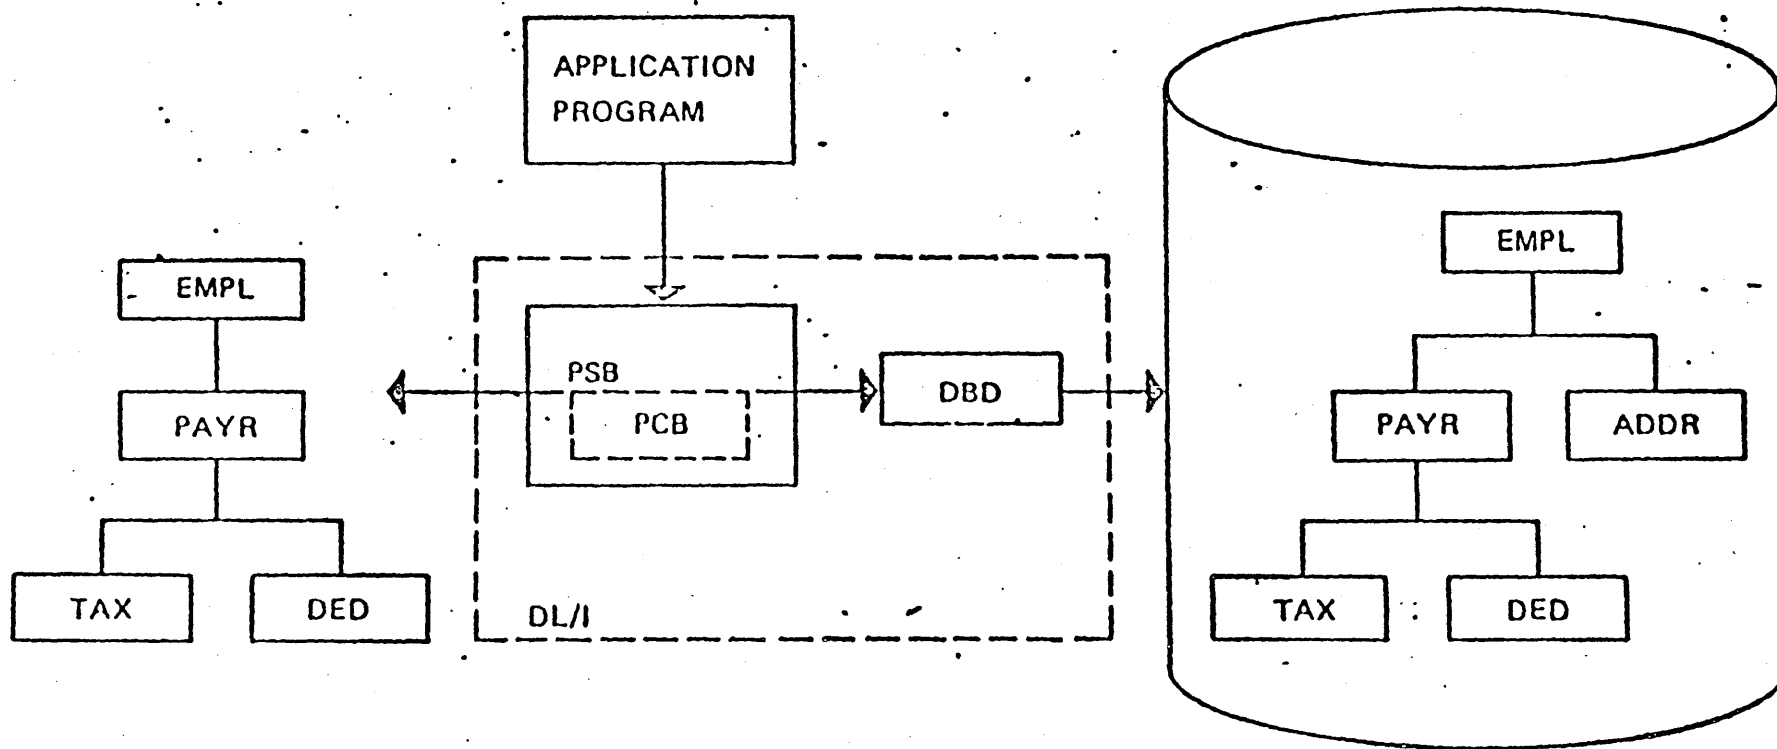 APPLICATION
PROGRAM
EMPL
PAYR
TAX
DED
PSB
PCB
DL/I
DBD
EMPL
PAYR
ADDR
TAX
DED